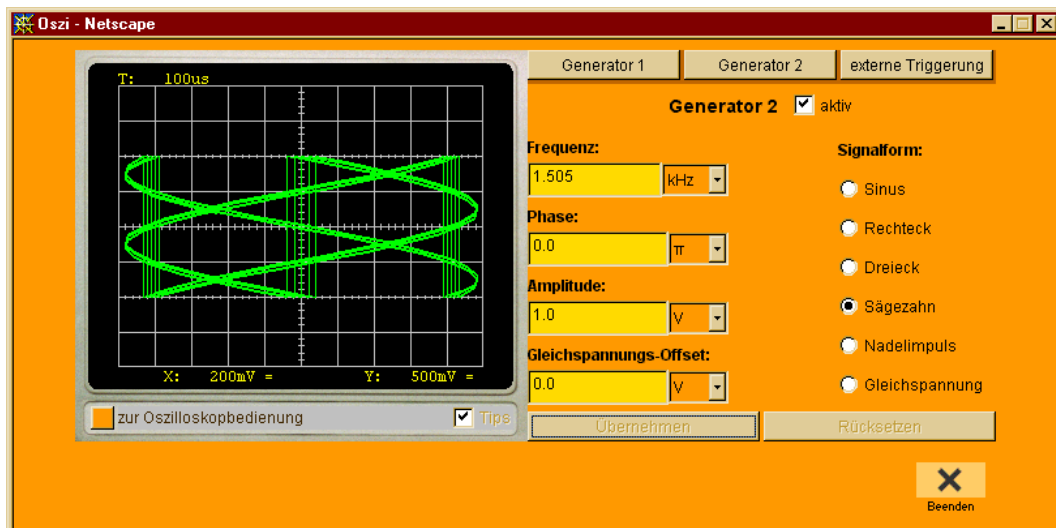 Oszi - Netscape
T: 100us
X: 200mV = Y: 500mV =
zur Oszilloskopbedienung Tips
Generator 1 Generator 2 externe Triggerung
Generator 2 aktiv
Frequenz:
1.505 kHz
Phase:
0.0 π
Amplitude:
1.0 V
Gleichspannungs-Offset:
0.0 V
Signalform:
Sinus
Rechteck
Dreieck
Sägezahn
Nadelimpuls
Gleichspannung
Übernehmen Rücksetzen
Beenden